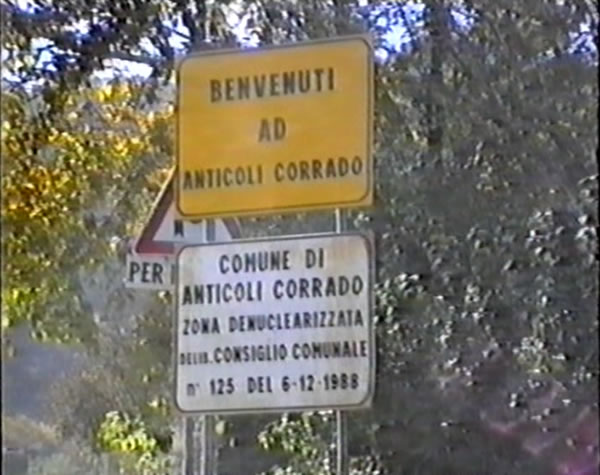 BENVENUTI
AD
ANTICOLI CORRADO
PER
COMUNE DI
ANTICOLI CORRADO
ZONA DENUCLEARIZZATA
DELIB. CONSIGLIO COMUNALE
n° 125 DEL 6-12-1988